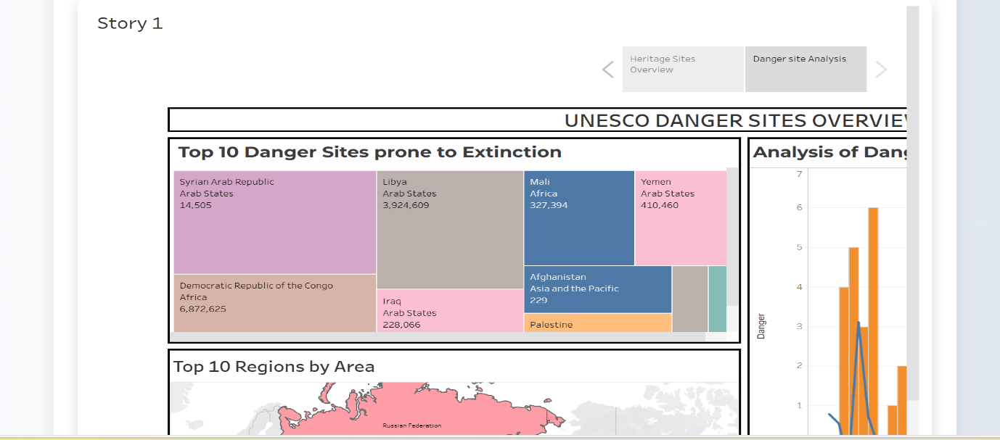 Story 1
Heritage Sites
Overview
Danger site Analysis
UNESCO DANGER SITES
Top 10 Danger Sites prone to Extinction
Syrian Arab Republic
Arab States
14,505
Libya
Arab States
3,924,609
Mali
Africa
327,394
Yemen
Arab States
410,460
Democratic Republic of the Congo
Africa
6,872,625
Iraq
Arab States
228,066
Afghanistan
Asia and the Pacific
229
Palestine
Analysis of
7
6
5
4
3
2
1
Danger
Top 10 Regions by Area
Russian Federation